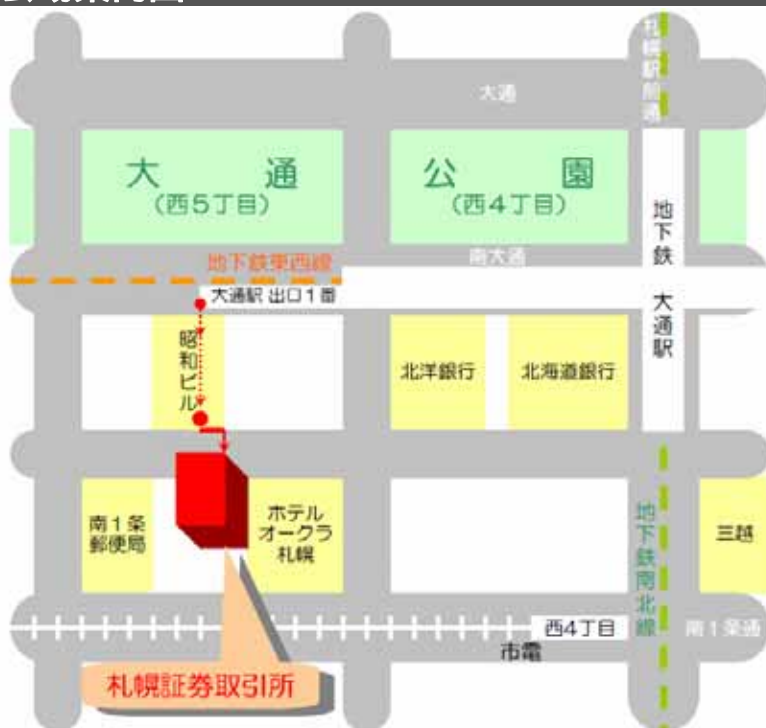 札幌駅前通
大通
大通公園
(西5丁目)
(西4丁目)
地下鉄東西線
南大通
大通駅 出口1番
地下鉄 大通駅
昭和ビル
北洋銀行
北海道銀行
南1条
郵便局
ホテル
オークラ
札幌
地下鉄南北線
三越
西4丁目
南1条通
市電
札幌証券取引所